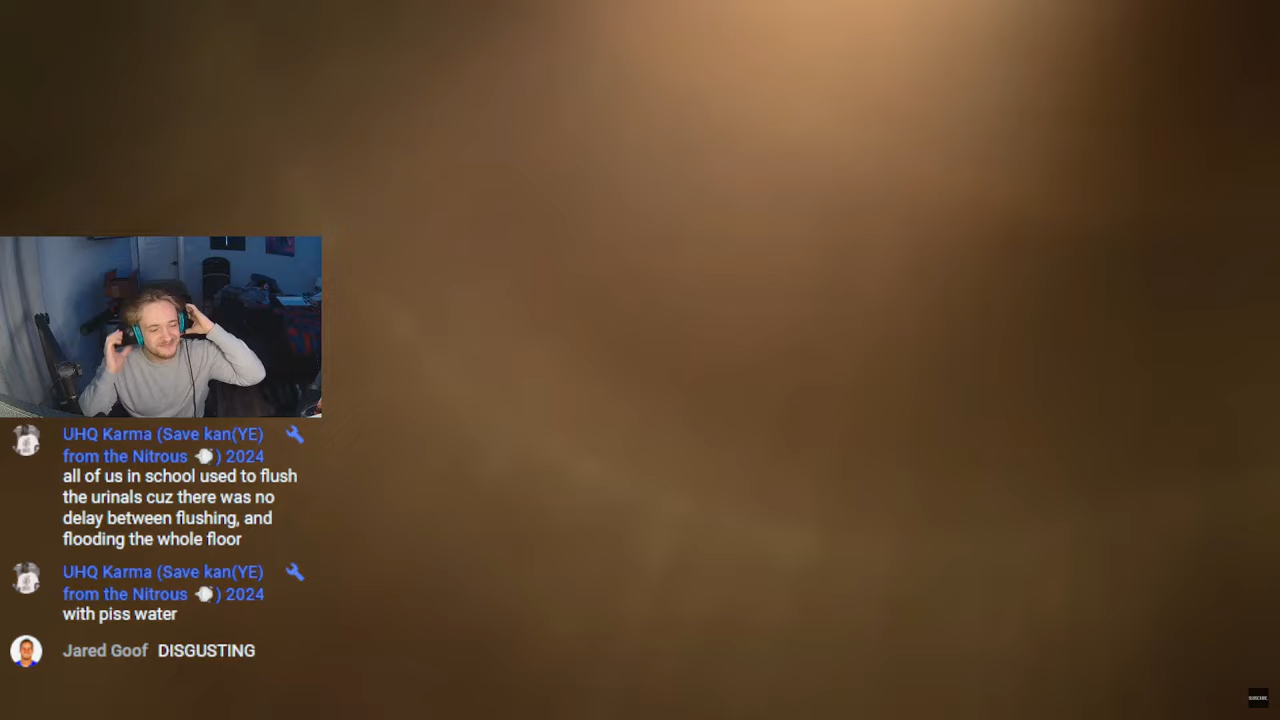 UHQ Karma (Save kan(YE)
from the Nitrous 💨) 2024
all of us in school used to flush
the urinals cuz there was no
delay between flushing, and
flooding the whole floor
UHQ Karma (Save kan(YE)
from the Nitrous 💨) 2024
with piss water
Jared Goof DISGUSTING
SUBSCRIBE